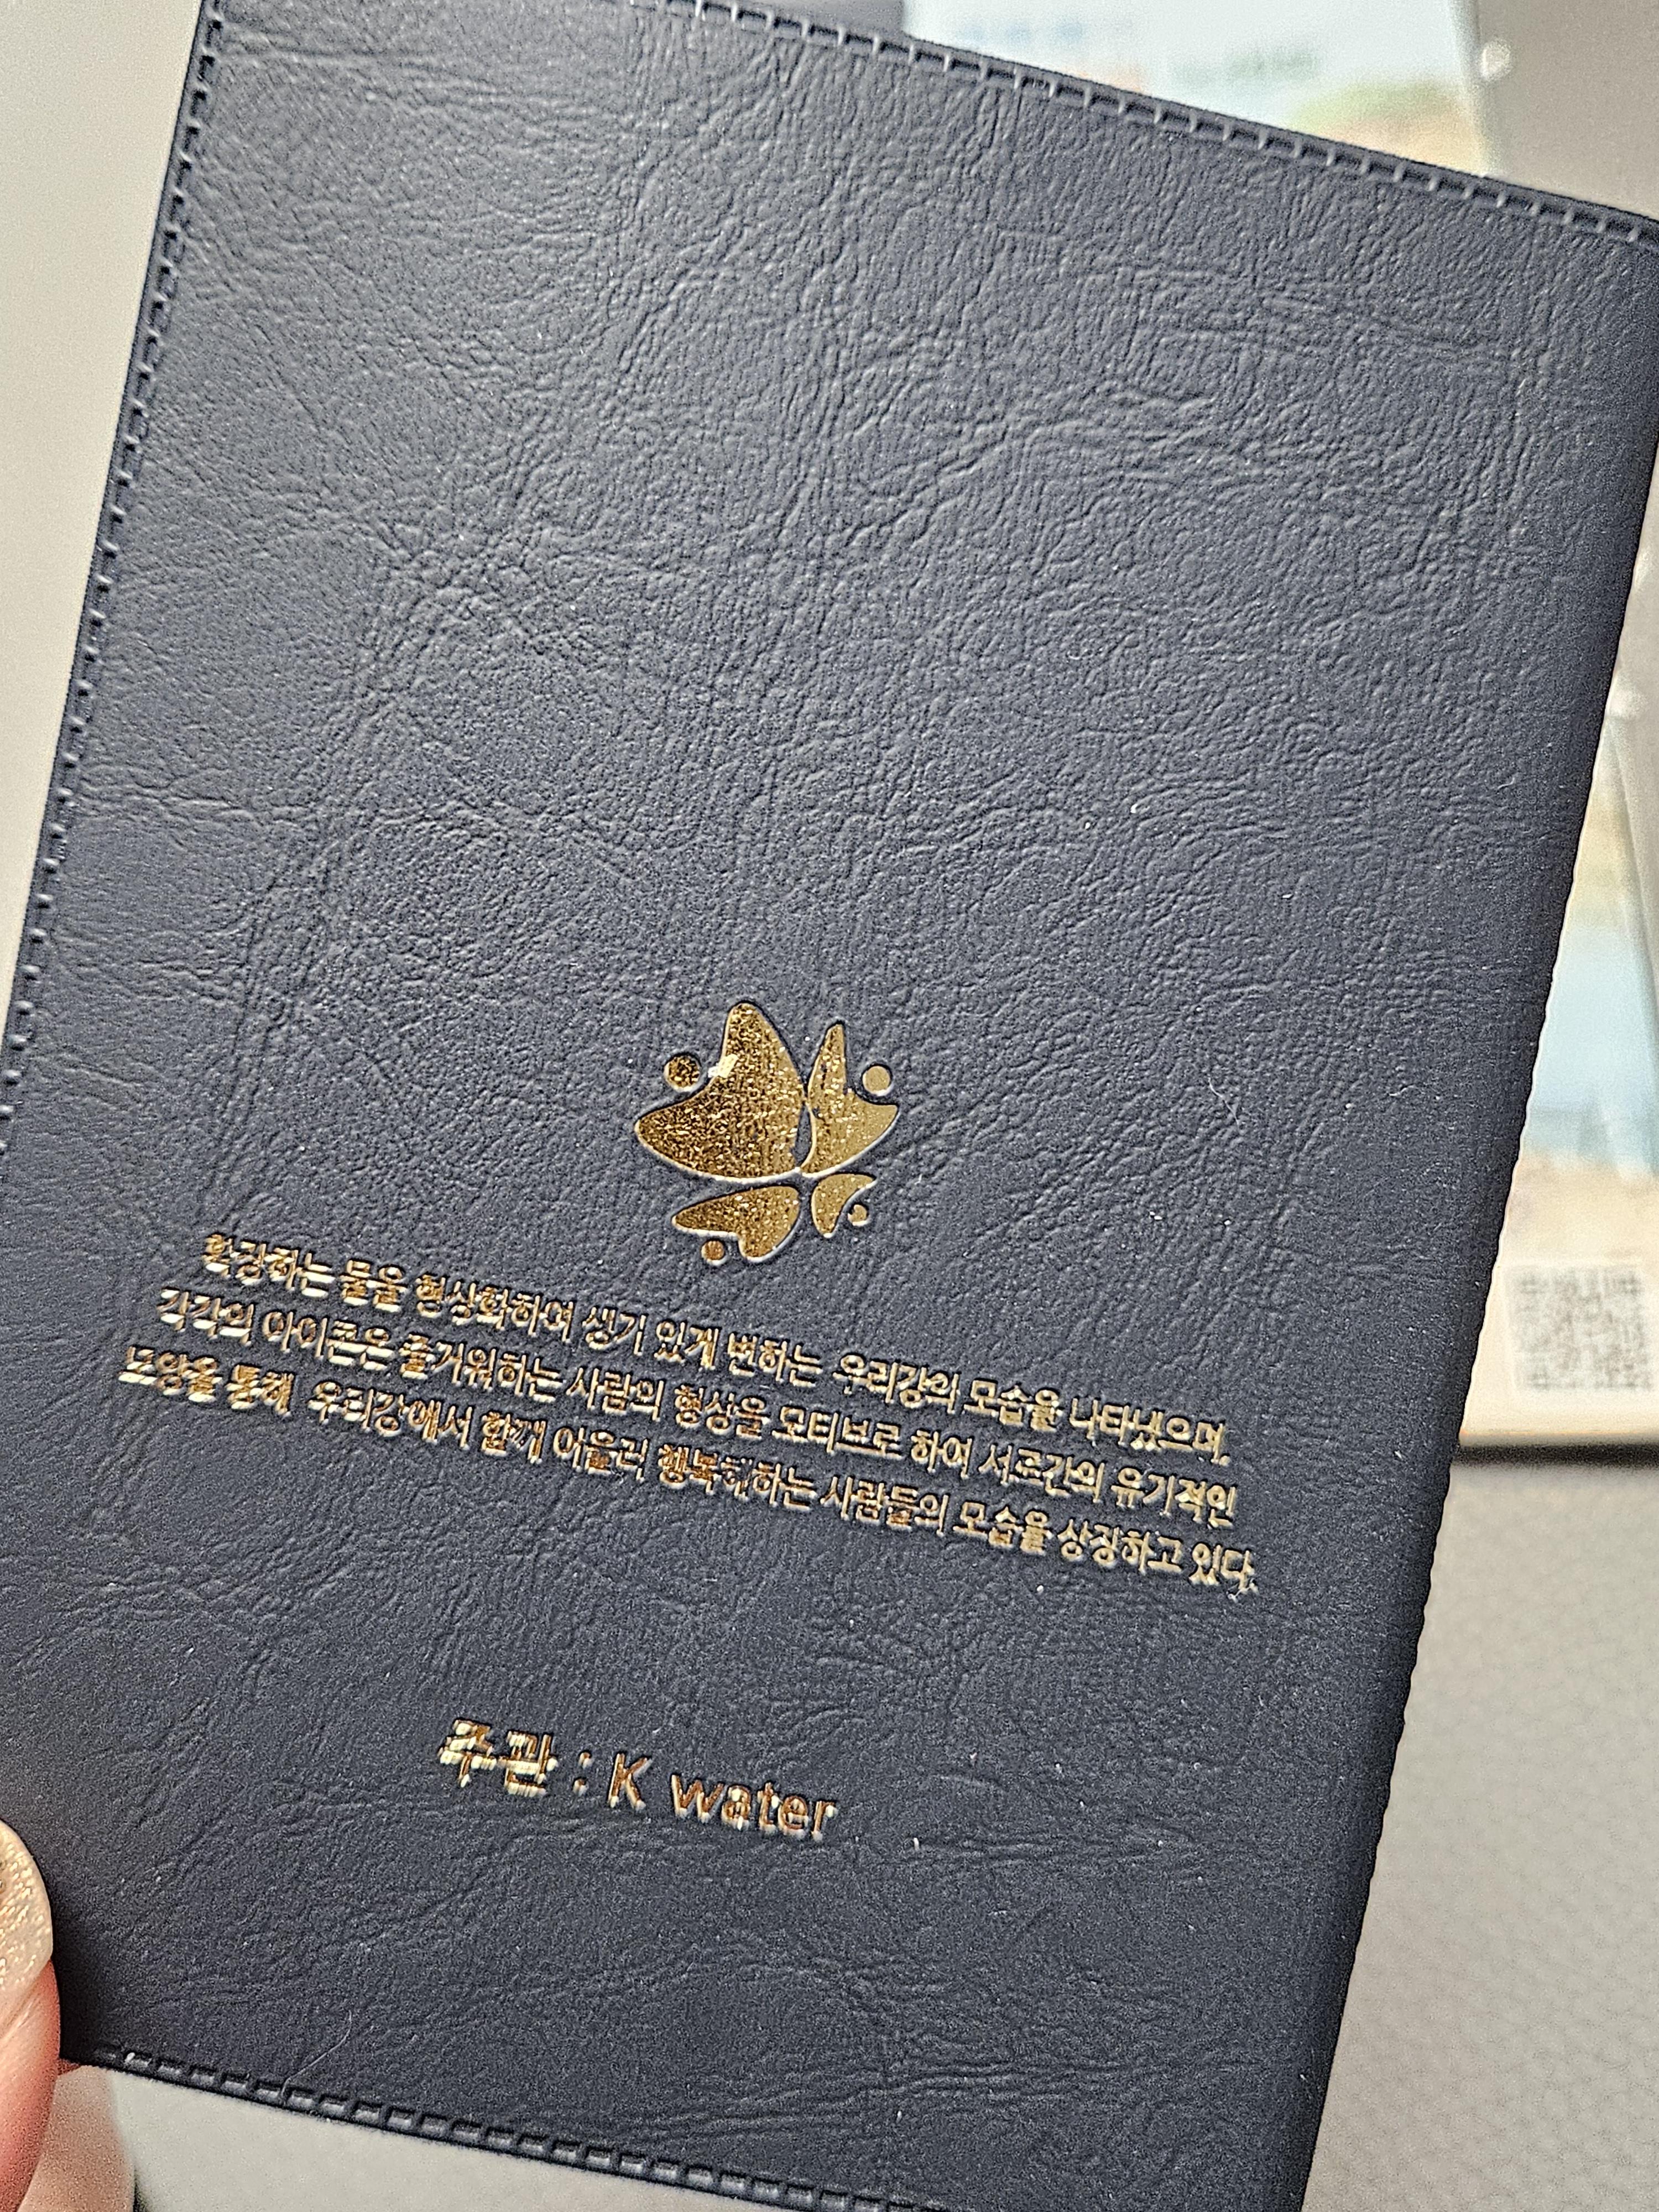 확장하는 물을 형상화하여 생기 있게 변하는 우리강의 모습을 나타냈으며,
각각의 아이콘은 즐거워하는 사람의 형상을 모티브로 하여 서로간의 유기적인
모양을 통해 우리강에서 함께 어울려 행복해하는 사람들의 모습을 상징하고 있다.
주관 : K water